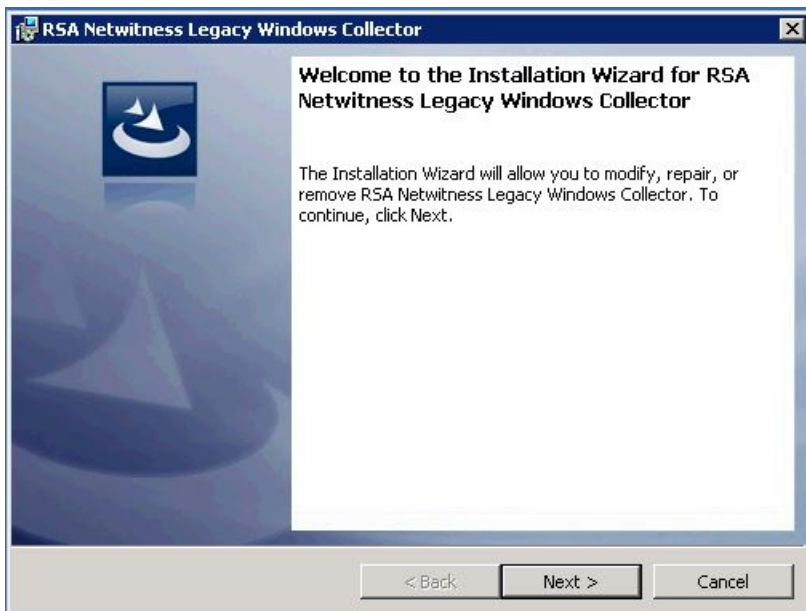 RSA Netwitness Legacy Windows Collector
Welcome to the Installation Wizard for RSA
Netwitness Legacy Windows Collector
The Installation Wizard will allow you to modify, repair, or
remove RSA Netwitness Legacy Windows Collector. To
continue, click Next.
< Back
Next >
Cancel